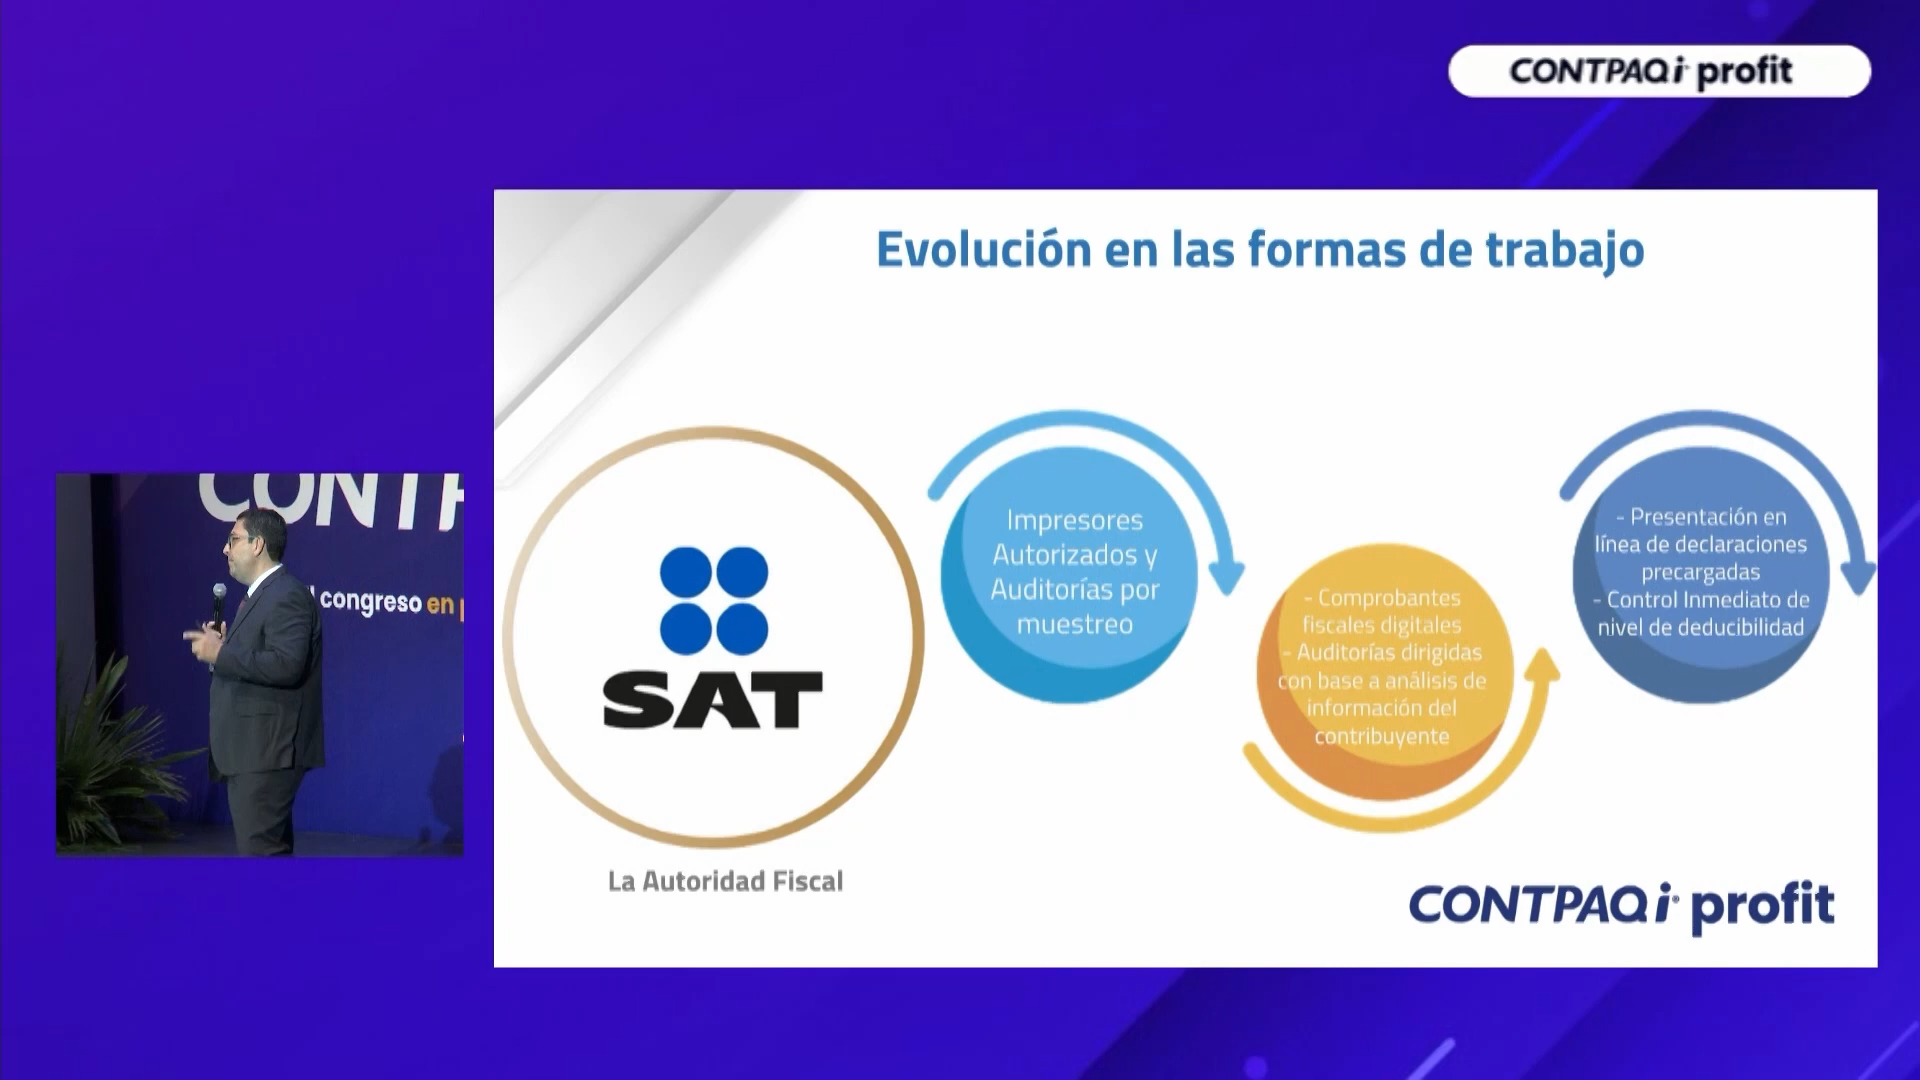 CONTPAQi profit
Evolución en las formas de trabajo
SAT
La Autoridad Fiscal
Impresores
Autorizados y
Auditorías por
muestreo
- Comprobantes
fiscales digitales
- Auditorías dirigidas
con base a análisis de
información del
contribuyente
- Presentación en
línea de declaraciones
precargadas
- Control Inmediato de
nivel de deducibilidad
CONTPAQi profit
congreso en